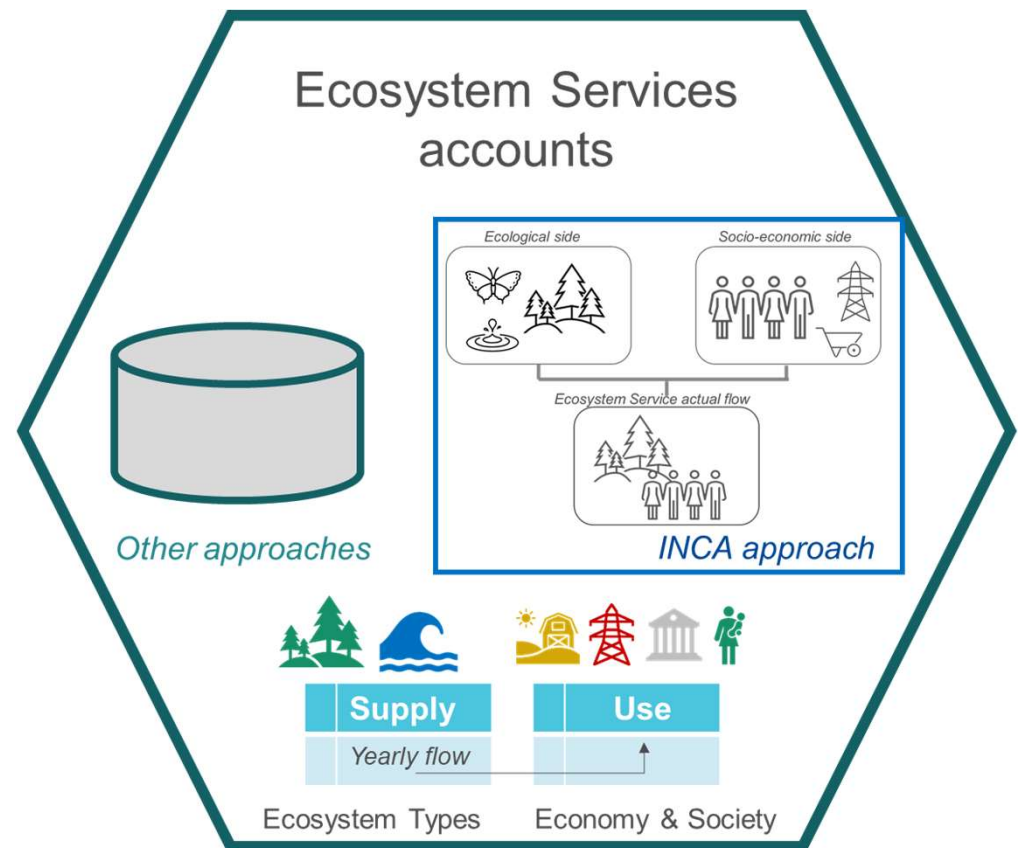 Ecosystem Services
accounts
Ecological side
Socio-economic side
Ecosystem Service actual flow
Other approaches
INCA approach
Supply
Use
Yearly flow
Ecosystem Types
Economy & Society